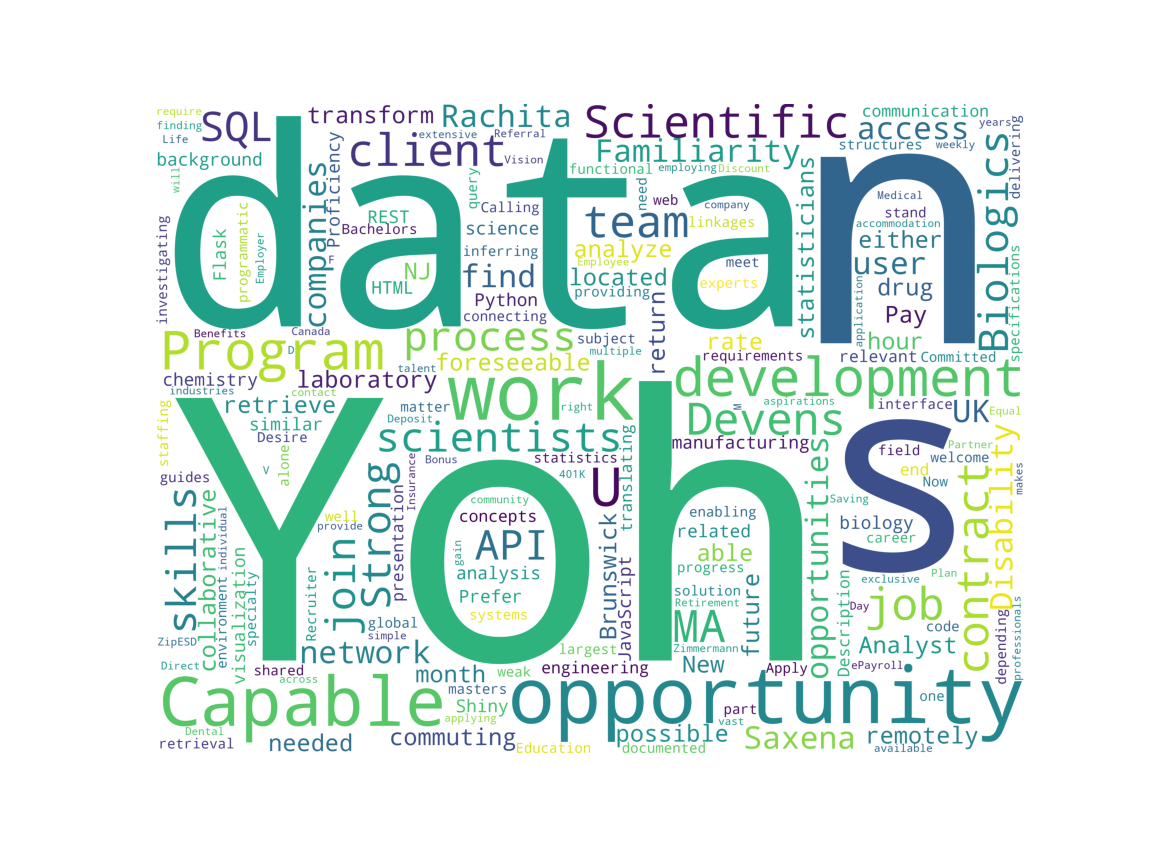 require
finding
Life
SQL
transform
Rachita
Scientific
communication
access
years
background
client
extensive
Referral
Vision
Familiarity
structures
weekly
delivering
will
companies
Proficiency
query
functional
employing
Discount
statisticians
Biologics
datan
investigating
Flask
programmatic
Employer
REST
Bachelors
HTML
NJ
Calling
science
inferring
find
Python
connecting
need
web
team
company
linkages
analyze
Employee
located
providing
meet
experts
return
Medical
stand
accommodation
either
user
drug
application
Pay
specifications
Benefits
Canada
D
F
Program
process
subject
multiple
foreseeable
talent
rate
requirements
hour
relevant
Committed
chemistry
laboratory
industries
contact
work
right
development
retrieve
similar
Desire
matter
Deposit
scientists
Devens
M
aspirations
interface
UK
Equal
staffing
guides
V
alone
Yohs
Bonus
Insurance
statistics
401K
U
translating
manufacturing
opportunities
field
end
Now
Partner
welcome
Disability
makes
contract
skills
collaborative
individual
environment
visualization
specialty
well
provide
Strong
presentation
join
community
concepts
gain
API
analysis
Prefer
systems
Brunswick
JavaScript
enabling
related
able
progress
solution
Retirement
MA
Zimmermann
future
Saving
biology
career
exclusive
Plan
Description
Day
job
code
Analyst
depending
professionals
ZipESD
Direct
Recruiter
global
simple
network
shared
across
month
weak
largest
engineering
New
Apply
ePayroll
Capable
masters
Shiny
applying
opportunity
part
vast
one
Dental
retrieval
needed
commuting
Education
possible
documented
Saxena
remotely
available